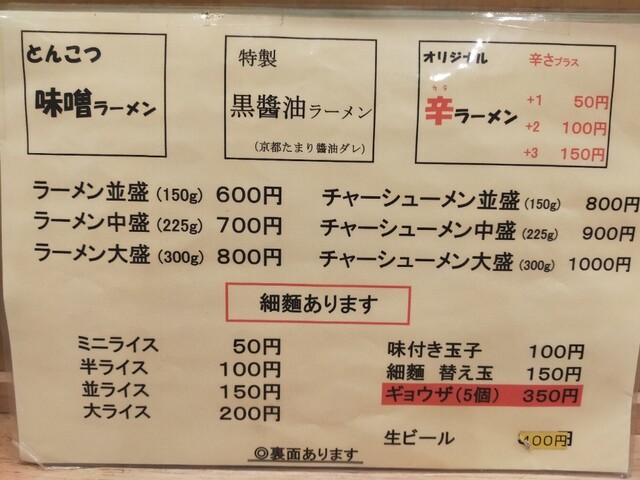 とんこつ
味噌ラーメン
特製
黒醬油ラーメン
(京都たまり醬油ダレ)
オリジナル 辛さプラス
カラ
辛ラーメン
+1 50円
+2 100円
+3 150円
ラーメン並盛(150g) 600円
ラーメン中盛(225g) 700円
ラーメン大盛(300g) 800円
チャーシューメン並盛(150g) 800円
チャーシューメン中盛(225g) 900円
チャーシューメン大盛(300g) 1000円
細麺あります
ミニライス 50円
半ライス 100円
並ライス 150円
大ライス 200円
味付き玉子 100円
細麺 替え玉 150円
ギョウザ(5個) 350円
生ビール 400円
◎裏面あります